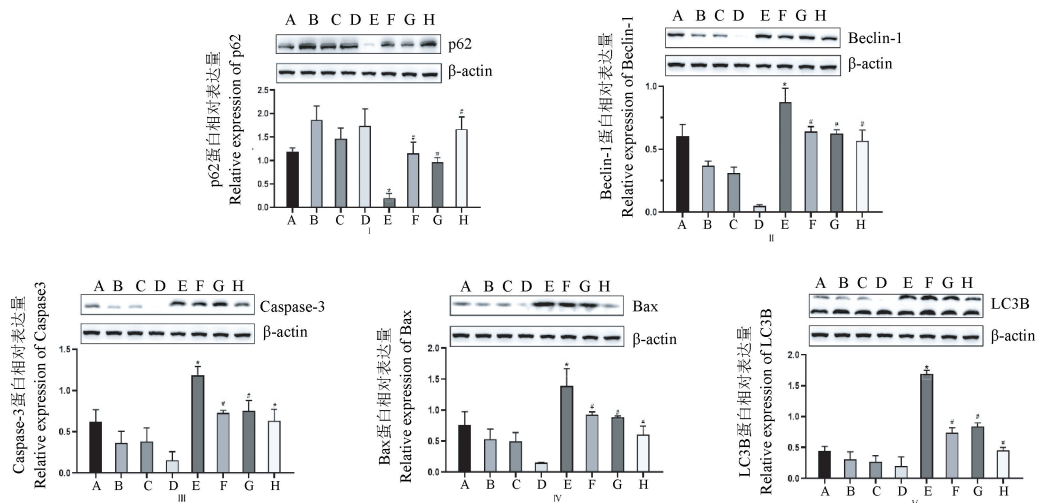 A B C D E F G H
p62
β-actin
p62蛋白相对表达量
Relative expression of p62
2.5
2.0
1.5
1.0
0.5
0.0
# # # *
A B C D E F G H
I
A B C D E F G H
Beclin-1
β-actin
Beclin-1蛋白相对表达量
Relative expression of Beclin-1
1.0
0.5
0.0
* # # #
A B C D E F G H
II
A B C D E F G H
Caspase-3
β-actin
Caspase-3蛋白相对表达量
Relative expression of Caspase3
1.5
1.0
0.5
0.0
* # # *
A B C D E F G H
III
A B C D E F G H
Bax
β-actin
Bax蛋白相对表达量
Relative expression of Bax
2.0
1.5
1.0
0.5
0.0
* # # #
A B C D E F G H
IV
A B C D E F G H
LC3B
β-actin
LC3B蛋白相对表达量
Relative expression of LC3B
2.0
1.5
1.0
0.5
0.0
* # # #
A B C D E F G H
V